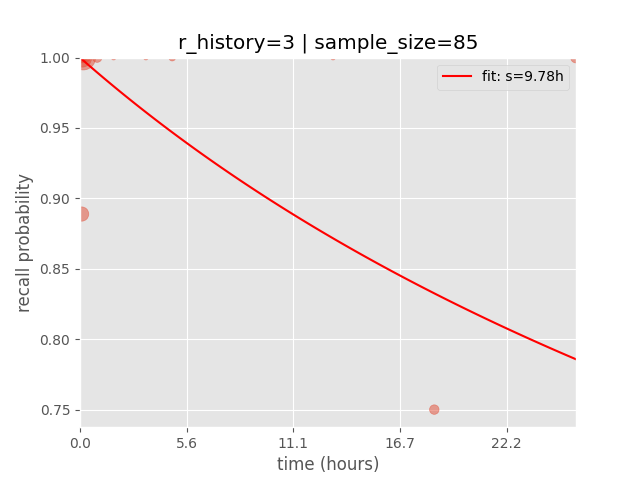 r_history=3 | sample_size=85
fit: s=9.78h
1.00
0.95
0.90
0.85
0.80
0.75
recall probability
0.0 5.6 11.1 16.7 22.2
time (hours)